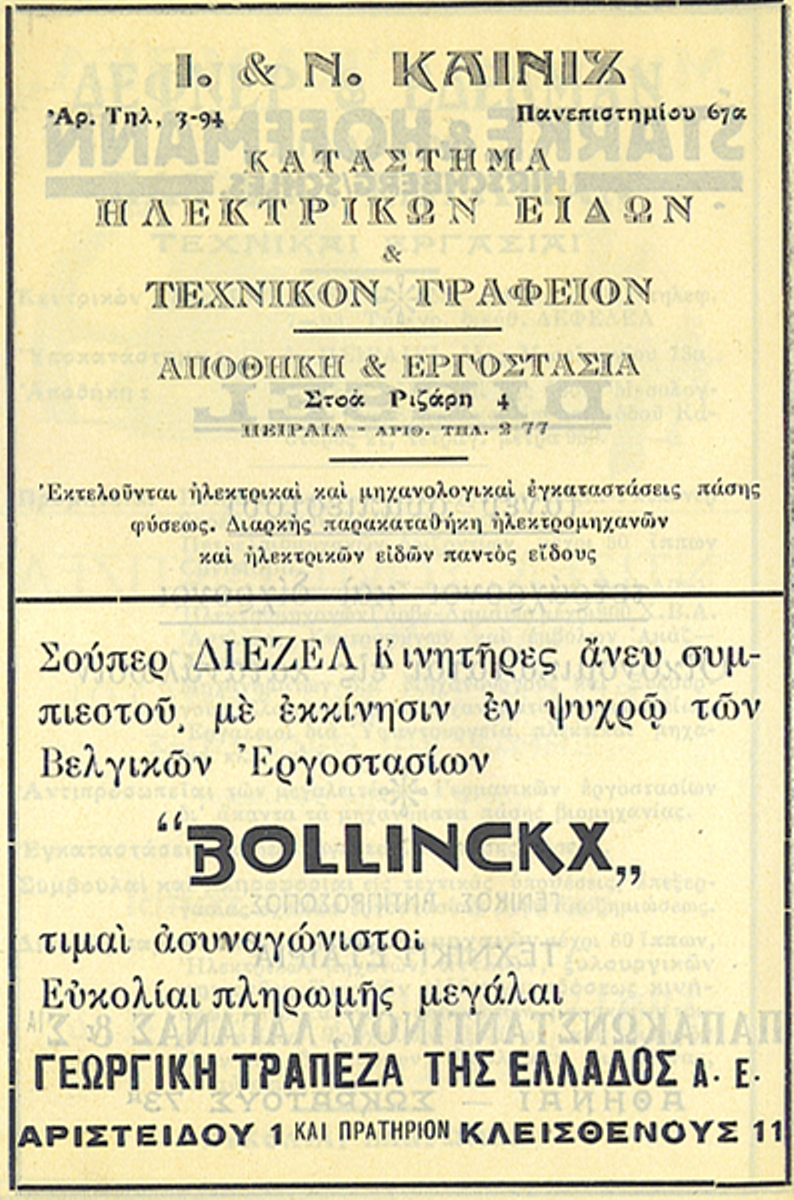 Ι. & Ν. ΚΑΙΝΙΧ
Ἀρ. Τηλ, 3-94 Πανεπιστημίου 67α
ΚΑΤΑΣΤΗΜΑ
ΗΛΕΚΤΡΙΚΩΝ ΕΙΔΩΝ
&
ΤΕΧΝΙΚΟΝ ΓΡΑΦΕΙΟΝ
ΑΠΟΘΗΚΗ & ΕΡΓΟΣΤΑΣΙΑ
Στοά Ριζάρη 4
ΠΕΙΡΑΙΑ - ΑΡΙΘ. ΤΗΛ. 2 77
Ἐκτελοῦνται ἠλεκτρικαὶ καὶ μηχανολογικαὶ ἐγκαταστάσεις πάσης
φύσεως. Διαρκὴς παρακαταθήκη ἠλεκτρομηχανῶν
καὶ ἠλεκτρικῶν εἰδῶν παντὸς εἴδους
Σούπερ ΔΙΕΖΕΛ Κινητῆρες ἄνευ συμ-
πιεστοῦ, μὲ ἐκκίνησιν ἐν ψυχρῷ τῶν
Βελγικῶν Ἐργοστασίων
“BOLLINCKX„
τιμαὶ ἀσυναγώνιστοι
Εὐκολίαι πληρωμῆς μεγάλαι
ΓΕΩΡΓΙΚΗ ΤΡΑΠΕΖΑ ΤΗΣ ΕΛΛΑΔΟΣ Α. Ε.
ΑΡΙΣΤΕΙΔΟΥ 1 ΚΑΙ ΠΡΑΤΗΡΙΟΝ ΚΛΕΙΣΘΕΝΟΥΣ 11